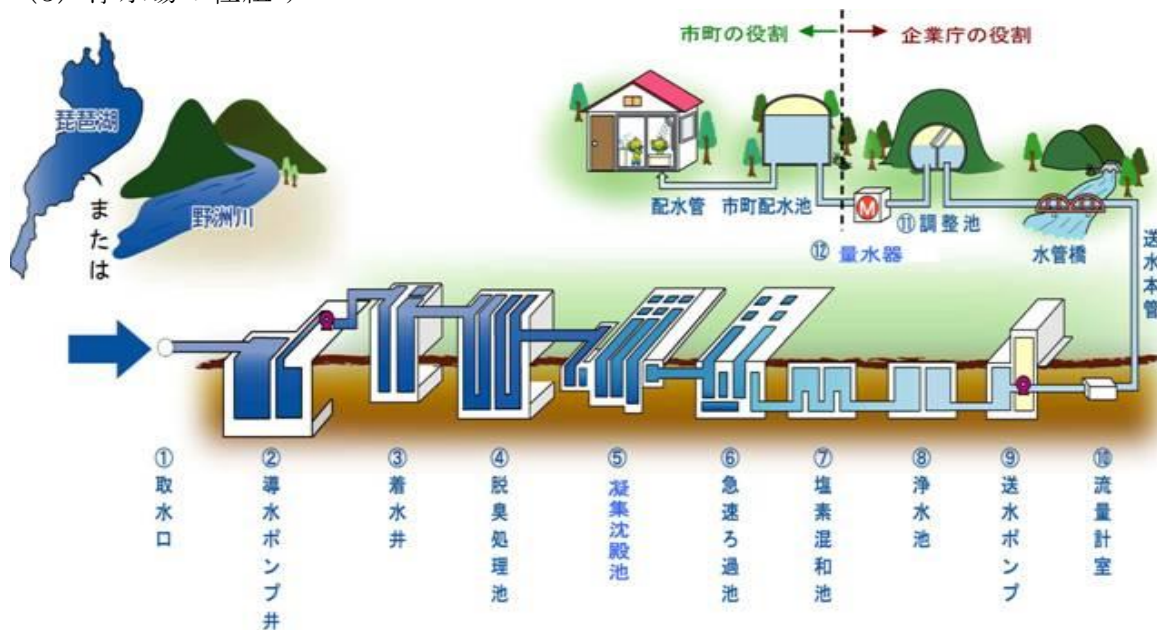 市町の役割
企業庁の役割
琵琶湖
または
野洲川
配水管
市町配水池
M
⑪調整池
⑫ 量水器
水管橋
送水本管
①取水口
②導水ポンプ井
③着水井
④脱臭処理池
⑤凝集沈殿池
⑥急速ろ過池
⑦塩素混和池
⑧浄水池
⑨送水ポンプ
⑩流量計室